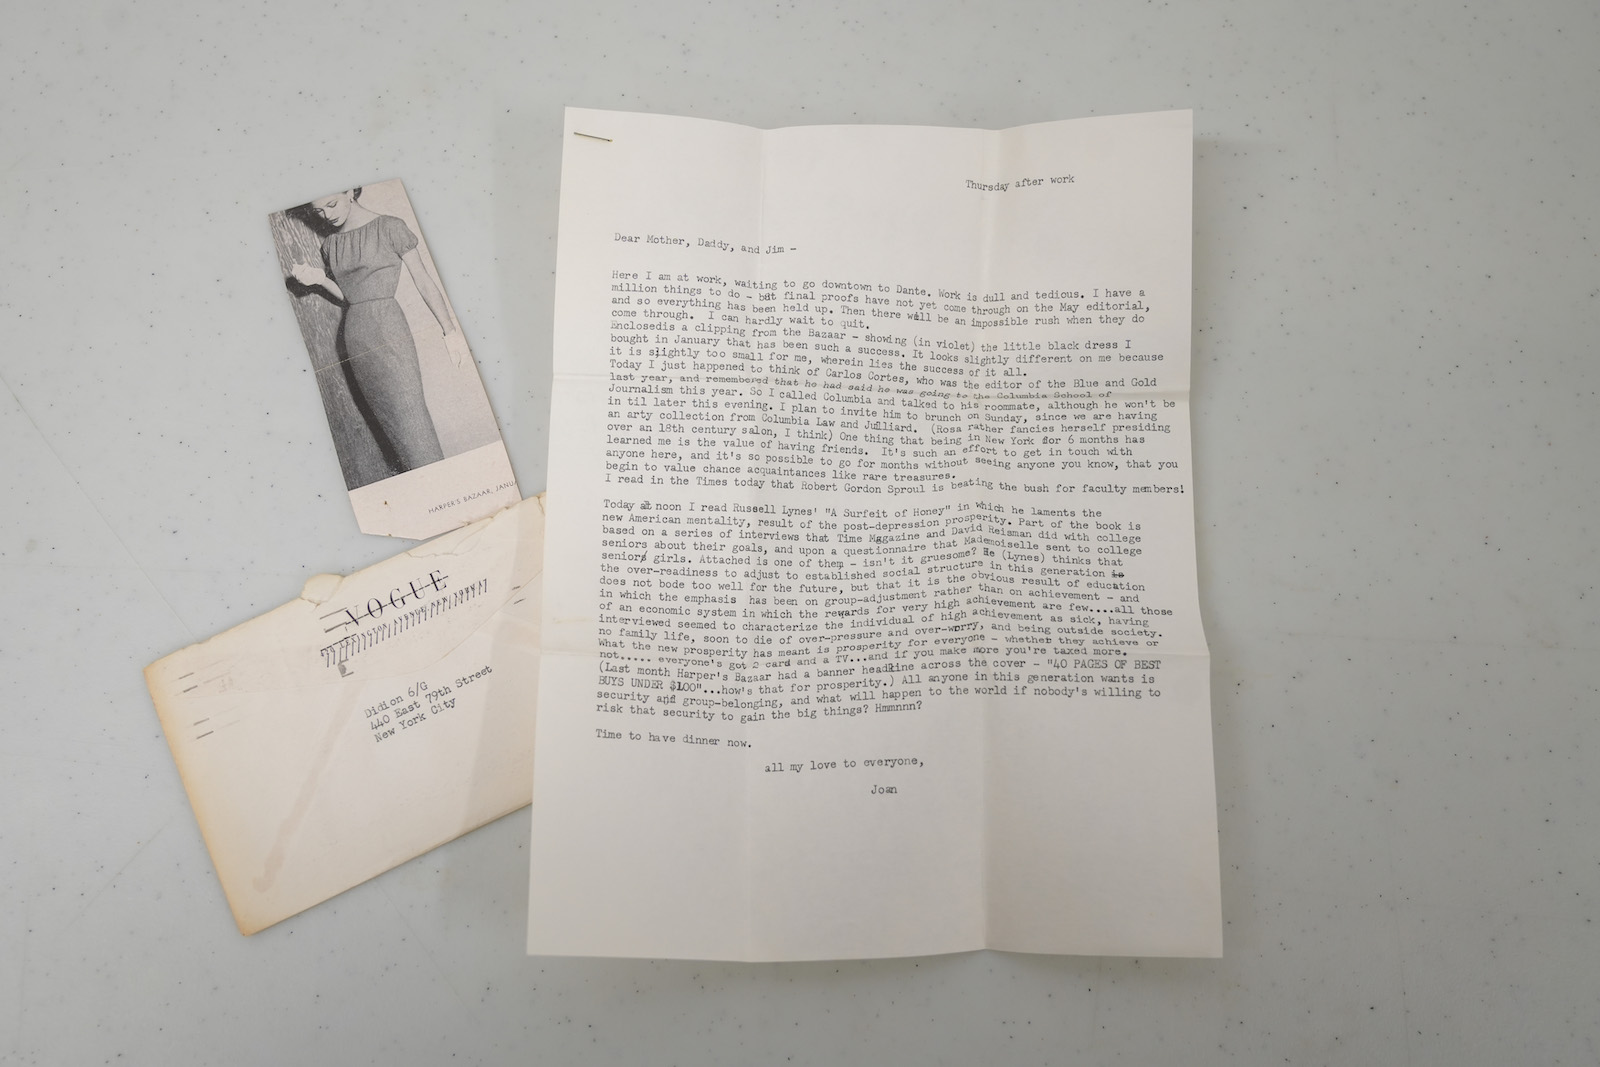 HARPER'S BAZAAR, JANU
VOGUE
Didion 6/G
440 East 79th Street
New York City
Thursday after work
Dear Mother, Daddy, and Jim -
Here I am at work, waiting to go downtown to Dante. Work is dull and tedious. I have a
million things to do - but final proofs have not yet come through on the May editorial,
and so everything has been held up. Then there will be an impossible rush when they do
come through. I can hardly wait to quit.
Enclosedis a clipping from the Bazaar - showing (in violet) the little black dress I
bought in January that has been such a success. It looks slightly different on me because
it is slightly too small for me, wherein lies the success of it all.
Today I just happened to think of Carlos Cortes, who was the editor of the Blue and Gold
last year, and remembered that he had said he was going to the Columbia School of
Journalism this year. So I called Columbia and talked to his roommate, although he won't be
in til later this evening. I plan to invite him to brunch on Sunday, since we are having
an arty collection from Columbia Law and Juilliard. (Rosa rather fancies herself presiding
over an 18th century salon, I think) One thing that being in New York for 6 months has
learned me is the value of having friends. It's such an effort to get in touch with
anyone here, and it's so possible to go for months without seeing anyone you know, that you
begin to value chance acquaintances like rare treasures.
I read in the Times today that Robert Gordon Sproul is beating the bush for faculty members!
Today at noon I read Russell Lynes' "A Surfeit of Honey" in which he laments the
new American mentality, result of the post-depression prosperity. Part of the book is
based on a series of interviews that Time Magazine and David Reisman did with college
seniors about their goals, and upon a questionnaire that Mademoiselle sent to college
senior girls. Attached is one of them - isn't it gruesome? He (Lynes) thinks that
the over-readiness to adjust to established social structure in this generation is
does not bode too well for the future, but that it is the obvious result of education
in which the emphasis has been on group-adjustment rather than on achievement - and
of an economic system in which the rewards for very high achievement are few....all those
interviewed seemed to characterize the individual of high achievement as sick, having
no family life, soon to die of over-pressure and over-worry, and being outside society.
What the new prosperity has meant is prosperity for everyone - whether they achieve or
not..... everyone's got 2 card and a TV...and if you make more you're taxed more.
(Last month Harper's Bazaar had a banner headline across the cover - "40 PAGES OF BEST
BUYS UNDER $100"...how's that for prosperity.) All anyone in this generation wants is
security and group-belonging, and what will happen to the world if nobody's willing to
risk that security to gain the big things? Hmmnnn?
Time to have dinner now.
all my love to everyone,
Joan